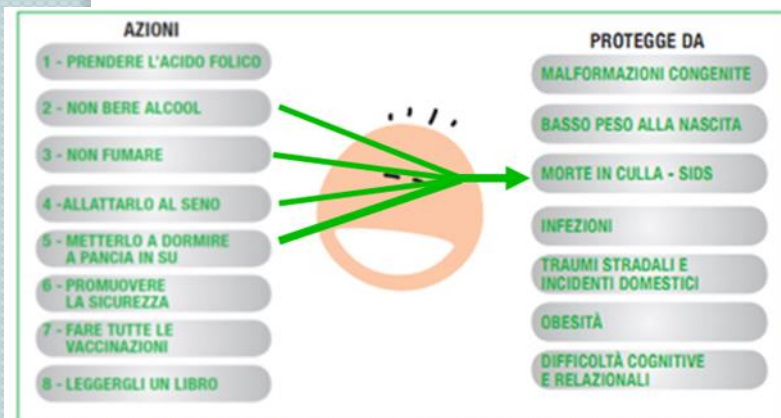 AZIONI
1 - PRENDERE L'ACIDO FOLICO
2 - NON BERE ALCOOL
3 - NON FUMARE
4 -ALLATTARLO AL SENO
5 - METTERLO A DORMIRE
A PANCIA IN SU
6 - PROMUOVERE
LA SICUREZZA
7 - FARE TUTTE LE
VACCINAZIONI
8 - LEGGERGLI UN LIBRO
PROTEGGE DA
MALFORMAZIONI CONGENITE
BASSO PESO ALLA NASCITA
MORTE IN CULLA - SIDS
INFEZIONI
TRAUMI STRADALI E
INCIDENTI DOMESTICI
OBESITÀ
DIFFICOLTÀ COGNITIVE
E RELAZIONALI